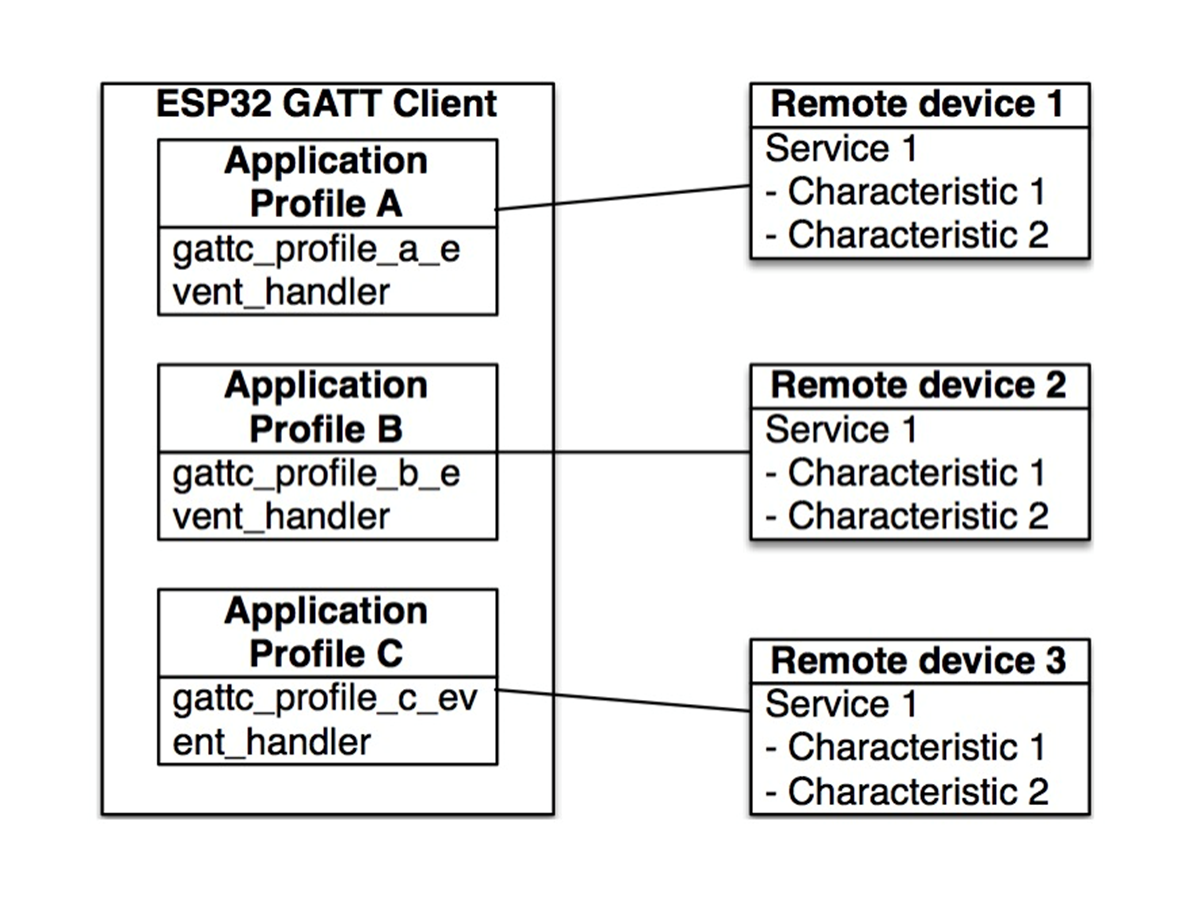 ESP32 GATT Client
Application
Profile A
gattc_profile_a_e
vent_handler
Application
Profile B
gattc_profile_b_e
vent_handler
Application
Profile C
gattc_profile_c_ev
ent_handler
Remote device 1
Service 1
- Characteristic 1
- Characteristic 2
Remote device 2
Service 1
- Characteristic 1
- Characteristic 2
Remote device 3
Service 1
- Characteristic 1
- Characteristic 2